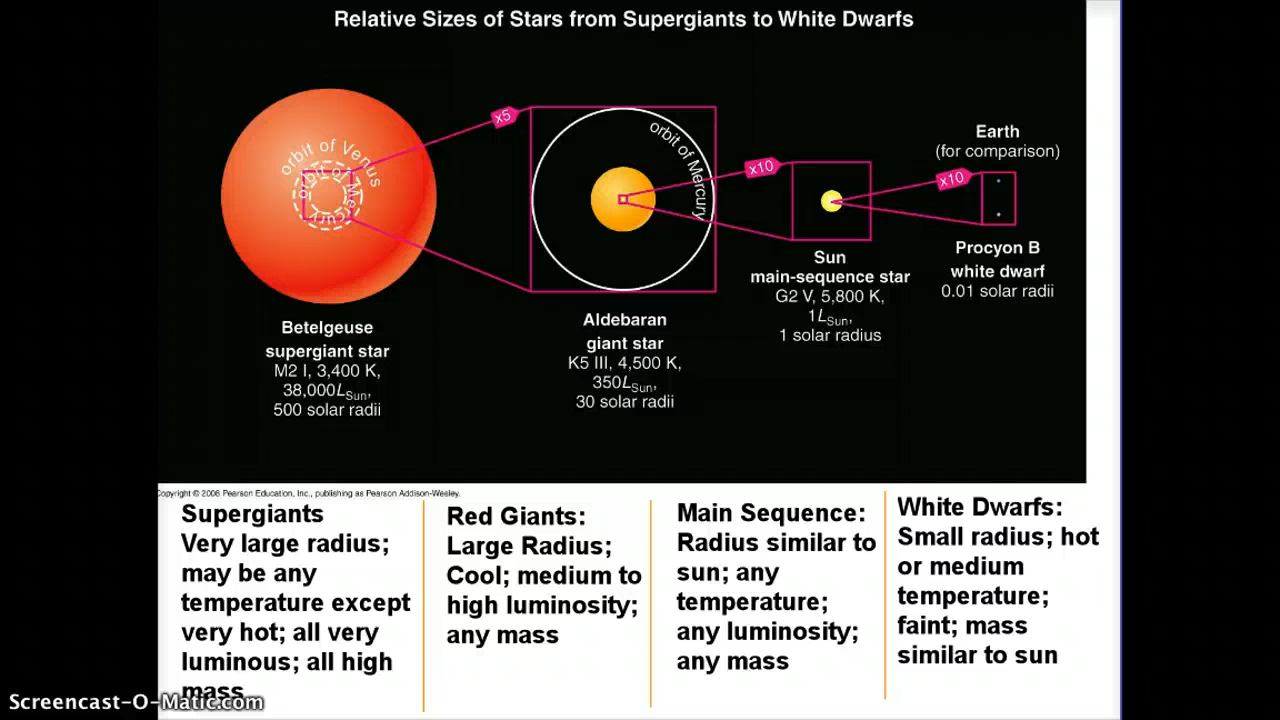 Relative Sizes of Stars from Supergiants to White Dwarfs
orbit of Venus
orbit of Mercury
x5
orbit of Mercury
x10
x10
Earth
(for comparison)
Betelgeuse
supergiant star
M2 I, 3,400 K,
38,000LSun,
500 solar radii
Aldebaran
giant star
K5 III, 4,500 K,
350LSun,
30 solar radii
Sun
main-sequence star
G2 V, 5,800 K,
1LSun,
1 solar radius
Procyon B
white dwarf
0.01 solar radii
Copyright © 2006 Pearson Education, Inc., publishing as Pearson Addison-Wesley.
Supergiants
Very large radius;
may be any
temperature except
very hot; all very
luminous; all high
mass
Red Giants:
Large Radius;
Cool; medium to
high luminosity;
any mass
Main Sequence:
Radius similar to
sun; any
temperature;
any luminosity;
any mass
White Dwarfs:
Small radius; hot
or medium
temperature;
faint; mass
similar to sun
Screencast-O-Matic.com